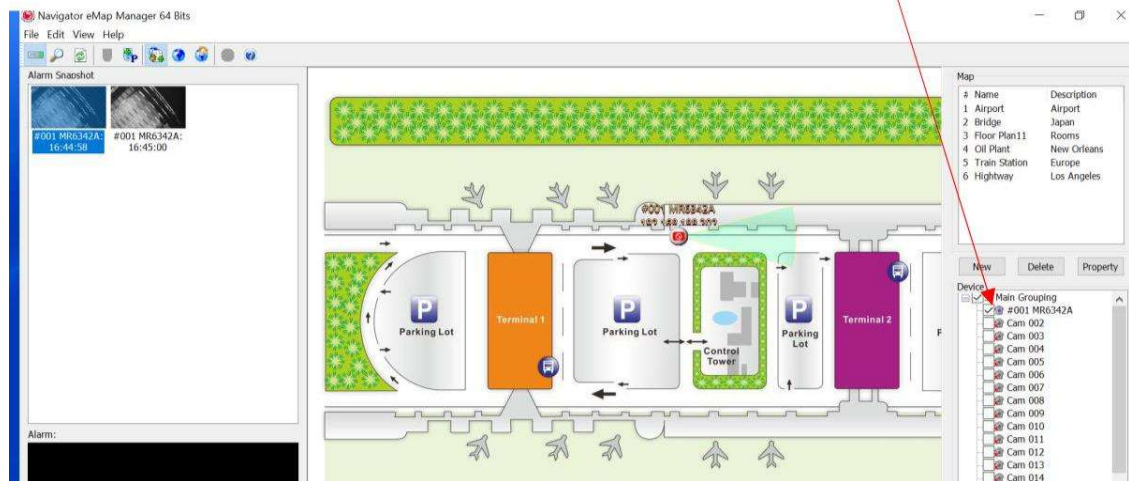 Navigator eMap Manager 64 Bits
File Edit View Help
P
Alarm Snapshot
#001 MR6342A:
16:44:58
#001 MR6342A:
16:45:00
Alarm:
#001 MR6342A
P
Parking Lot
Terminal 1
P
Parking Lot
Control
Tower
P
Parking
Lot
Terminal 2
P
Map
# Name Description
1 Airport Airport
2 Bridge Japan
3 Floor Plan11 Rooms
4 Oil Plant New Orleans
5 Train Station Europe
6 Hightway Los Angeles
New Delete Property
Device
Main Grouping
#001 MR6342A
Cam 002
Cam 003
Cam 004
Cam 005
Cam 006
Cam 007
Cam 008
Cam 009
Cam 010
Cam 011
Cam 012
Cam 013
Cam 014